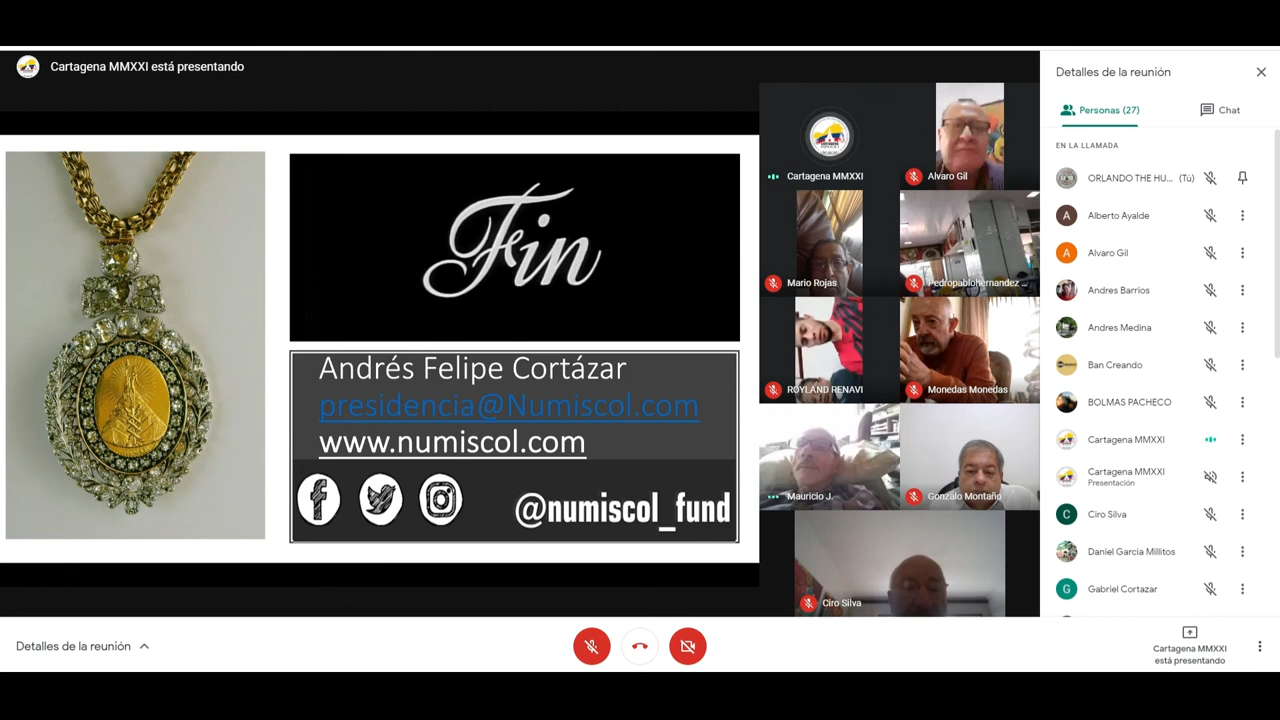 Cartagena MMXXI está presentando
Fin
Andrés Felipe Cortázar
presidencia@Numiscol.com
www.numiscol.com
@numiscol_fund
Cartagena MMXXI
Alvaro Gil
Mario Rojas
Pedropablohernandez ...
ROYLAND RENAVI
Monedas Monedas
Mauricio J.
Gonzalo Montaño
Ciro Silva
Detalles de la reunión
Personas (27)
Chat
EN LA LLAMADA
ORLANDO THE HU... (Tú)
A
Alberto Ayalde
A
Alvaro Gil
Andres Barrios
Andres Medina
Ban Creando
BOLMAS PACHECO
Cartagena MMXXI
Cartagena MMXXI
Presentación
C
Ciro Silva
Daniel Garcia Millitos
G
Gabriel Cortazar
Detalles de la reunión
Cartagena MMXXI
está presentando